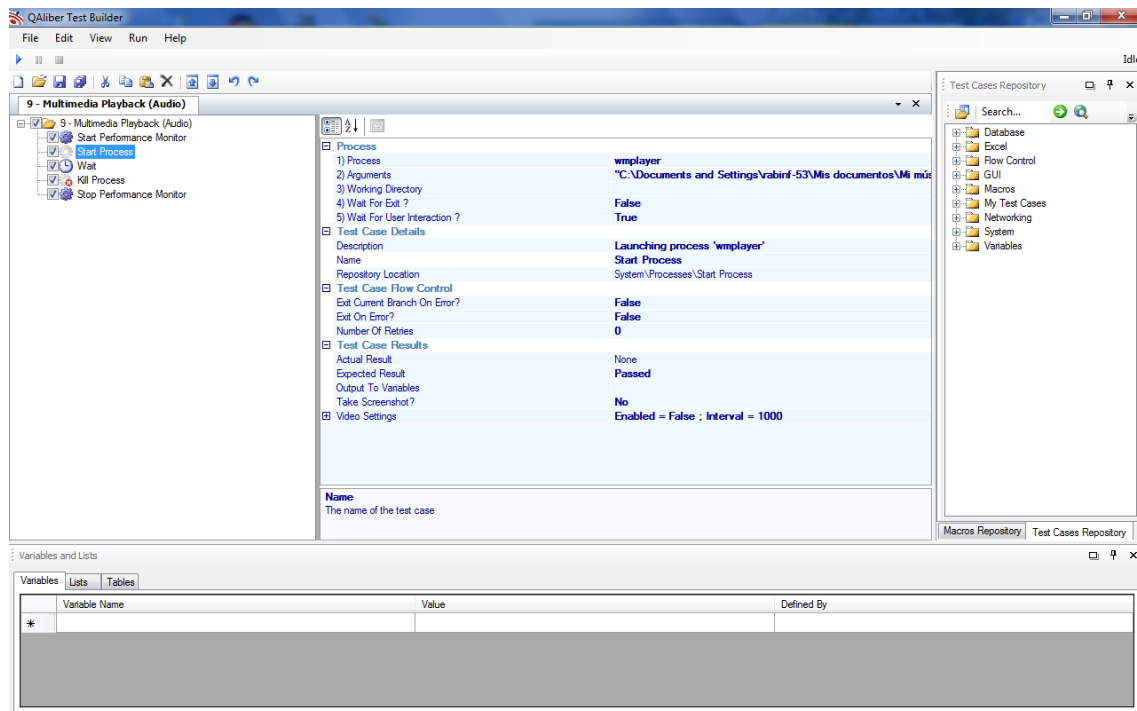 QAliber Test Builder
File Edit View Run Help
Idle
9 - Multimedia Playback (Audio)
9 - Multimedia Playback (Audio)
Start Performance Monitor
Start Process
Wait
Kill Process
Stop Performance Monitor
Process
1) Process wmplayer
2) Arguments "C:\Documents and Settings\rabinf-53\Mis documentos\Mi mús
3) Working Directory
4) Wait For Exit ? False
5) Wait For User Interaction ? True
Test Case Details
Description Launching process 'wmplayer'
Name Start Process
Repository Location System\Processes\Start Process
Test Case Flow Control
Exit Current Branch On Error? False
Exit On Error? False
Number Of Retries 0
Test Case Results
Actual Result None
Expected Result Passed
Output To Variables
Take Screenshot? No
Video Settings Enabled = False ; Interval = 1000
Name
The name of the test case
Test Cases Repository
Search...
Database
Excel
Flow Control
GUI
Macros
My Test Cases
Networking
System
Variables
Macros Repository Test Cases Repository
Variables and Lists
Variables Lists Tables
Variable Name Value Defined By